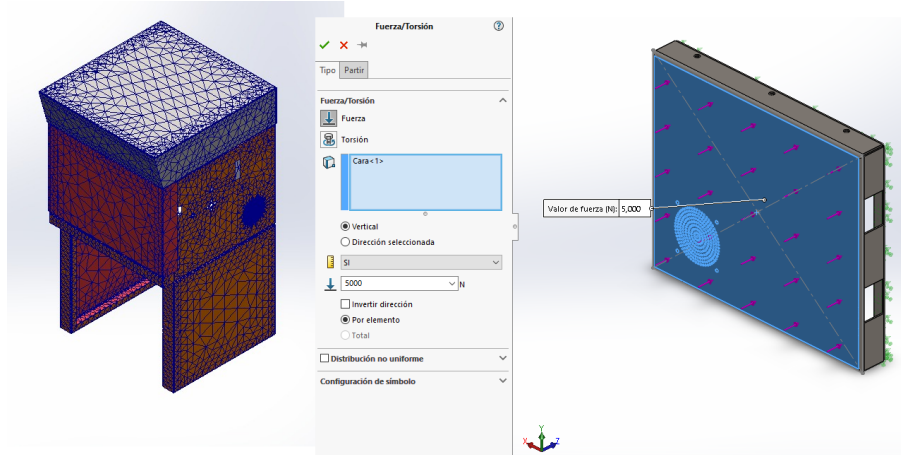 Fuerza/Torsión
Tipo Partir
Fuerza/Torsión
Fuerza
Torsión
Cara<1>
Vertical
Dirección seleccionada
SI
5000 N
Invertir dirección
Por elemento
Total
Distribución no uniforme
Configuración de símbolo
Valor de fuerza (N): 5,000
Y
X
Z